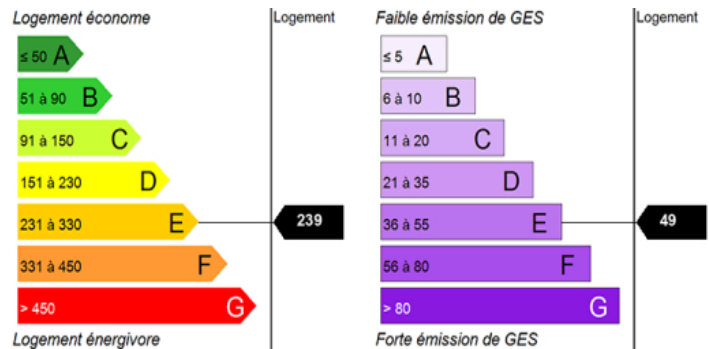 Logement économe
Logement
≤ 50 A
51 à 90 B
91 à 150 C
151 à 230 D
231 à 330 E
239
331 à 450 F
> 450 G
Logement énergivore
Faible émission de GES
Logement
≤ 5 A
6 à 10 B
11 à 20 C
21 à 35 D
36 à 55 E
49
56 à 80 F
> 80 G
Forte émission de GES